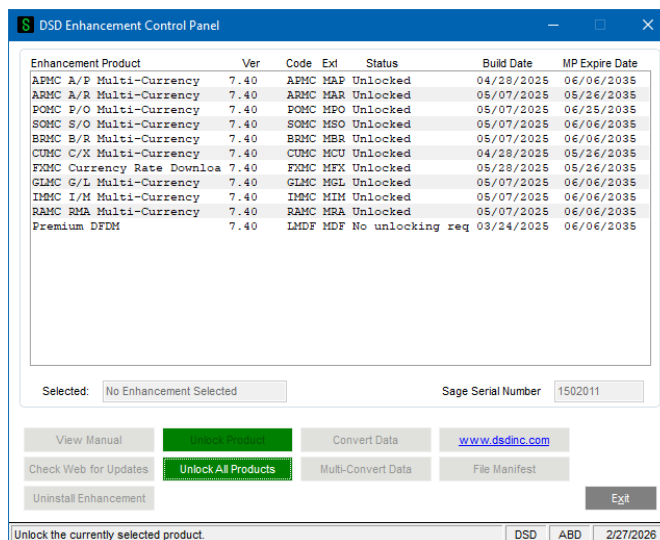 DSD Enhancement Control Panel
Enhancement Product Ver Code Ext Status Build Date MP Expire Date
APMC A/P Multi-Currency 7.40 APMC MAP Unlocked 04/28/2025 06/06/2035
ARMC A/R Multi-Currency 7.40 ARMC MAR Unlocked 05/07/2025 05/26/2035
POMC P/O Multi-Currency 7.40 POMC MPO Unlocked 05/07/2025 06/25/2035
SOMC S/O Multi-Currency 7.40 SOMC MSO Unlocked 05/07/2025 06/06/2035
BRMC B/R Multi-Currency 7.40 BRMC MBR Unlocked 05/07/2025 06/06/2035
CUMC C/X Multi-Currency 7.40 CUMC MCU Unlocked 04/28/2025 05/26/2035
FXMC Currency Rate Downloa 7.40 FXMC MFX Unlocked 05/28/2025 05/26/2035
GLMC G/L Multi-Currency 7.40 GLMC MGL Unlocked 05/07/2025 06/06/2035
IMMC I/M Multi-Currency 7.40 IMMC MIM Unlocked 05/07/2025 06/06/2035
RAMC RMA Multi-Currency 7.40 RAMC MRA Unlocked 05/07/2025 06/06/2035
Premium DFDM 7.40 LMDF MDF No unlocking req 03/24/2025 06/06/2035
Selected: No Enhancement Selected Sage Serial Number 1502011
View Manual Unlock Product Convert Data www.dsdinc.com
Check Web for Updates Unlock All Products Multi-Convert Data File Manifest
Uninstall Enhancement Exit
Unlock the currently selected product. DSD ABD 2/27/2026